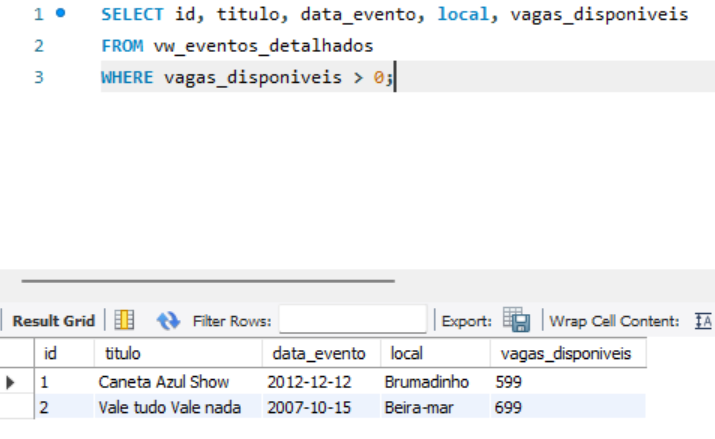 1 SELECT id, titulo, data_evento, local, vagas_disponiveis
2 FROM vw_eventos_detalhados
3 WHERE vagas_disponiveis > 0;
Result Grid Filter Rows: Export: Wrap Cell Content: IA
id titulo data_evento local vagas_disponiveis
1 Caneta Azul Show 2012-12-12 Brumadinho 599
2 Vale tudo Vale nada 2007-10-15 Beira-mar 699